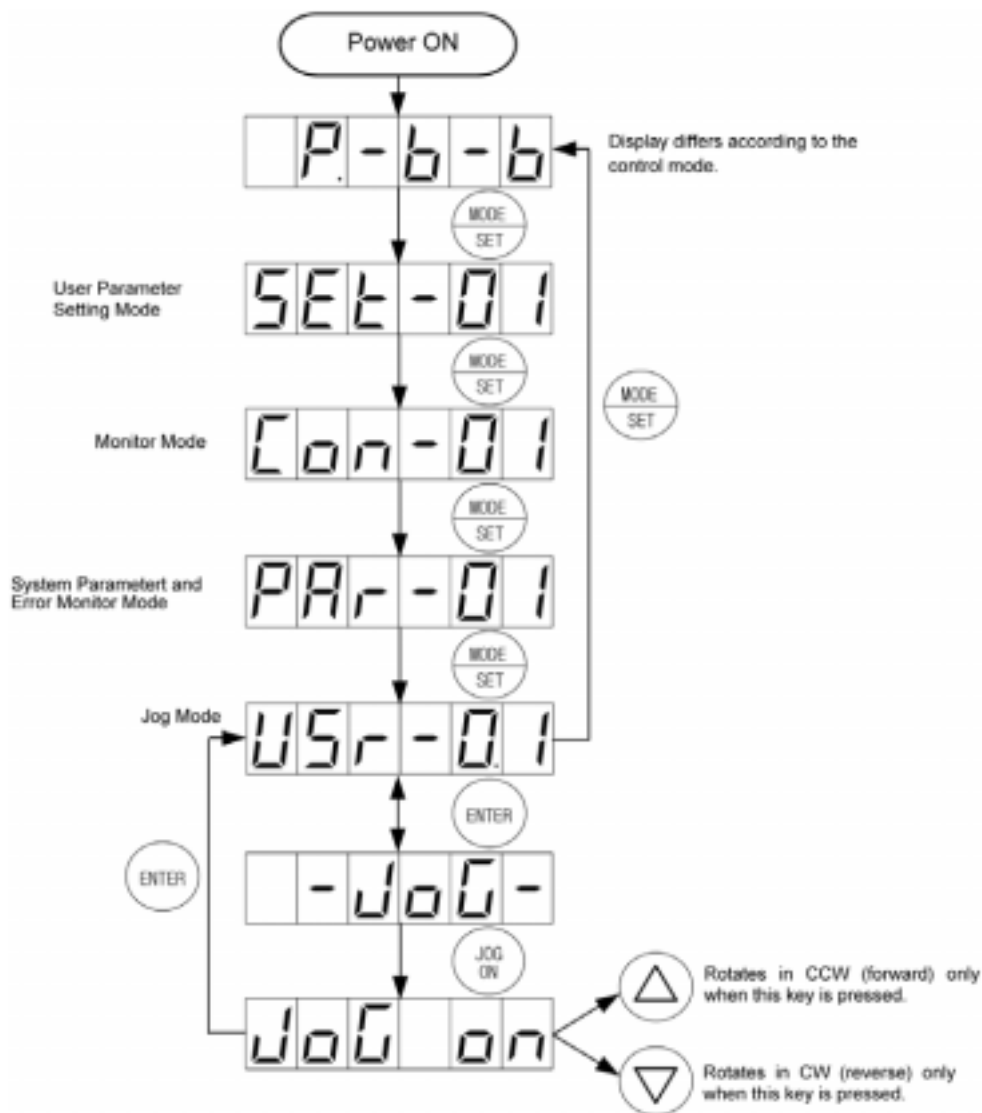 Power ON
P.-b-b
Display differs according to the
control mode.
MODE
SET
User Parameter
Setting Mode
SEt-01
MODE
SET
MODE
SET
Monitor Mode
Con-01
MODE
SET
System Parametert and
Error Monitor Mode
PAr-01
MODE
SET
Jog Mode
USr-0.1
ENTER
ENTER
-JoG-
JOG
ON
Rotates in CCW (forward) only
when this key is pressed.
JoG on
Rotates in CW (reverse) only
when this key is pressed.